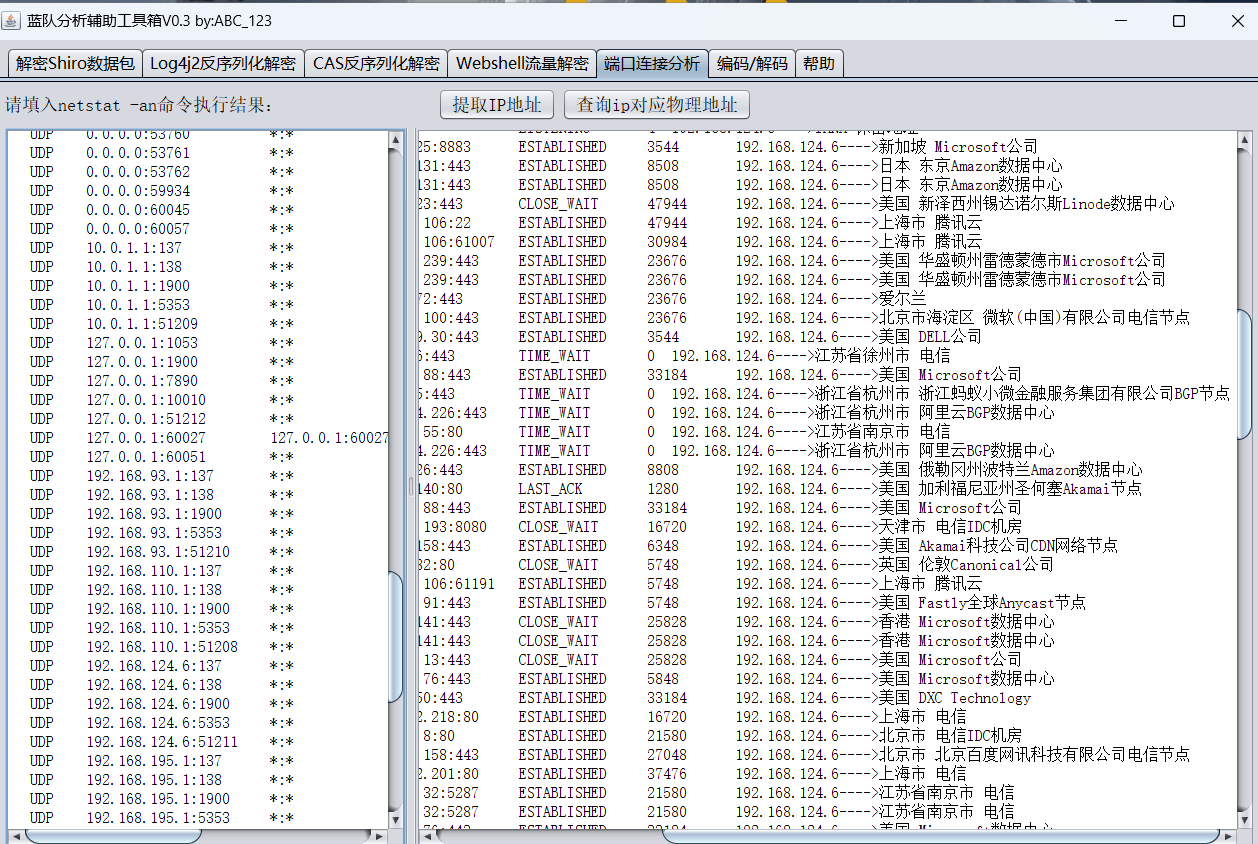 蓝队分析辅助工具箱V0.3 by:ABC_123
解密Shiro数据包 Log4j2反序列化解密 CAS反序列化解密 Webshell流量解密 端口连接分析 编码/解码 帮助
请填入netstat -an命令执行结果: 提取IP地址 查询ip对应物理地址
UDP 0.0.0.0:53760 *:*
UDP 0.0.0.0:53761 *:*
UDP 0.0.0.0:53762 *:*
UDP 0.0.0.0:59934 *:*
UDP 0.0.0.0:60045 *:*
UDP 0.0.0.0:60057 *:*
UDP 10.0.1.1:137 *:*
UDP 10.0.1.1:138 *:*
UDP 10.0.1.1:1900 *:*
UDP 10.0.1.1:5353 *:*
UDP 10.0.1.1:51209 *:*
UDP 127.0.0.1:1053 *:*
UDP 127.0.0.1:1900 *:*
UDP 127.0.0.1:7890 *:*
UDP 127.0.0.1:10010 *:*
UDP 127.0.0.1:51212 *:*
UDP 127.0.0.1:60027 127.0.0.1:60027
UDP 127.0.0.1:60051 *:*
UDP 192.168.93.1:137 *:*
UDP 192.168.93.1:138 *:*
UDP 192.168.93.1:1900 *:*
UDP 192.168.93.1:5353 *:*
UDP 192.168.93.1:51210 *:*
UDP 192.168.110.1:137 *:*
UDP 192.168.110.1:138 *:*
UDP 192.168.110.1:1900 *:*
UDP 192.168.110.1:5353 *:*
UDP 192.168.110.1:51208 *:*
UDP 192.168.124.6:137 *:*
UDP 192.168.124.6:138 *:*
UDP 192.168.124.6:1900 *:*
UDP 192.168.124.6:5353 *:*
UDP 192.168.124.6:51211 *:*
UDP 192.168.195.1:137 *:*
UDP 192.168.195.1:138 *:*
UDP 192.168.195.1:1900 *:*
UDP 192.168.195.1:5353 *:*
25:8883 ESTABLISHED 3544 192.168.124.6---->新加坡 Microsoft公司
131:443 ESTABLISHED 8508 192.168.124.6---->日本 东京Amazon数据中心
131:443 ESTABLISHED 8508 192.168.124.6---->日本 东京Amazon数据中心
23:443 CLOSE_WAIT 47944 192.168.124.6---->美国 新泽西州锡达诺尔斯Linode数据中心
106:22 ESTABLISHED 47944 192.168.124.6---->上海市 腾讯云
106:61007 ESTABLISHED 30984 192.168.124.6---->上海市 腾讯云
239:443 ESTABLISHED 23676 192.168.124.6---->美国 华盛顿州雷德蒙德市Microsoft公司
239:443 ESTABLISHED 23676 192.168.124.6---->美国 华盛顿州雷德蒙德市Microsoft公司
72:443 ESTABLISHED 23676 192.168.124.6---->爱尔兰
100:443 ESTABLISHED 23676 192.168.124.6---->北京市海淀区 微软(中国)有限公司电信节点
9.30:443 ESTABLISHED 3544 192.168.124.6---->美国 DELL公司
:443 TIME_WAIT 0 192.168.124.6---->江苏省徐州市 电信
88:443 ESTABLISHED 33184 192.168.124.6---->美国 Microsoft公司
:443 TIME_WAIT 0 192.168.124.6---->浙江省杭州市 浙江蚂蚁小微金融服务集团有限公司BGP节点
4.226:443 TIME_WAIT 0 192.168.124.6---->浙江省杭州市 阿里云BGP数据中心
55:80 TIME_WAIT 0 192.168.124.6---->江苏省南京市 电信
4.226:443 TIME_WAIT 0 192.168.124.6---->浙江省杭州市 阿里云BGP数据中心
26:443 ESTABLISHED 8808 192.168.124.6---->美国 俄勒冈州波特兰Amazon数据中心
140:80 LAST_ACK 1280 192.168.124.6---->美国 加利福尼亚州圣何塞Akamai节点
88:443 ESTABLISHED 33184 192.168.124.6---->美国 Microsoft公司
193:8080 CLOSE_WAIT 16720 192.168.124.6---->天津市 电信IDC机房
158:443 ESTABLISHED 6348 192.168.124.6---->美国 Akamai科技公司CDN网络节点
32:80 CLOSE_WAIT 5748 192.168.124.6---->英国 伦敦Canonical公司
106:61191 ESTABLISHED 5748 192.168.124.6---->上海市 腾讯云
91:443 ESTABLISHED 5748 192.168.124.6---->美国 Fastly全球Anycast节点
141:443 CLOSE_WAIT 25828 192.168.124.6---->香港 Microsoft数据中心
141:443 CLOSE_WAIT 25828 192.168.124.6---->香港 Microsoft数据中心
13:443 CLOSE_WAIT 25828 192.168.124.6---->美国 Microsoft公司
76:443 ESTABLISHED 5848 192.168.124.6---->美国 Microsoft数据中心
50:443 ESTABLISHED 33184 192.168.124.6---->美国 DXC Technology
2.218:80 ESTABLISHED 16720 192.168.124.6---->上海市 电信
8:80 ESTABLISHED 21580 192.168.124.6---->北京市 电信IDC机房
158:443 ESTABLISHED 27048 192.168.124.6---->北京市 北京百度网讯科技有限公司电信节点
2.201:80 ESTABLISHED 37476 192.168.124.6---->上海市 电信
32:5287 ESTABLISHED 21580 192.168.124.6---->江苏省南京市 电信
32:5287 ESTABLISHED 21580 192.168.124.6---->江苏省南京市 电信